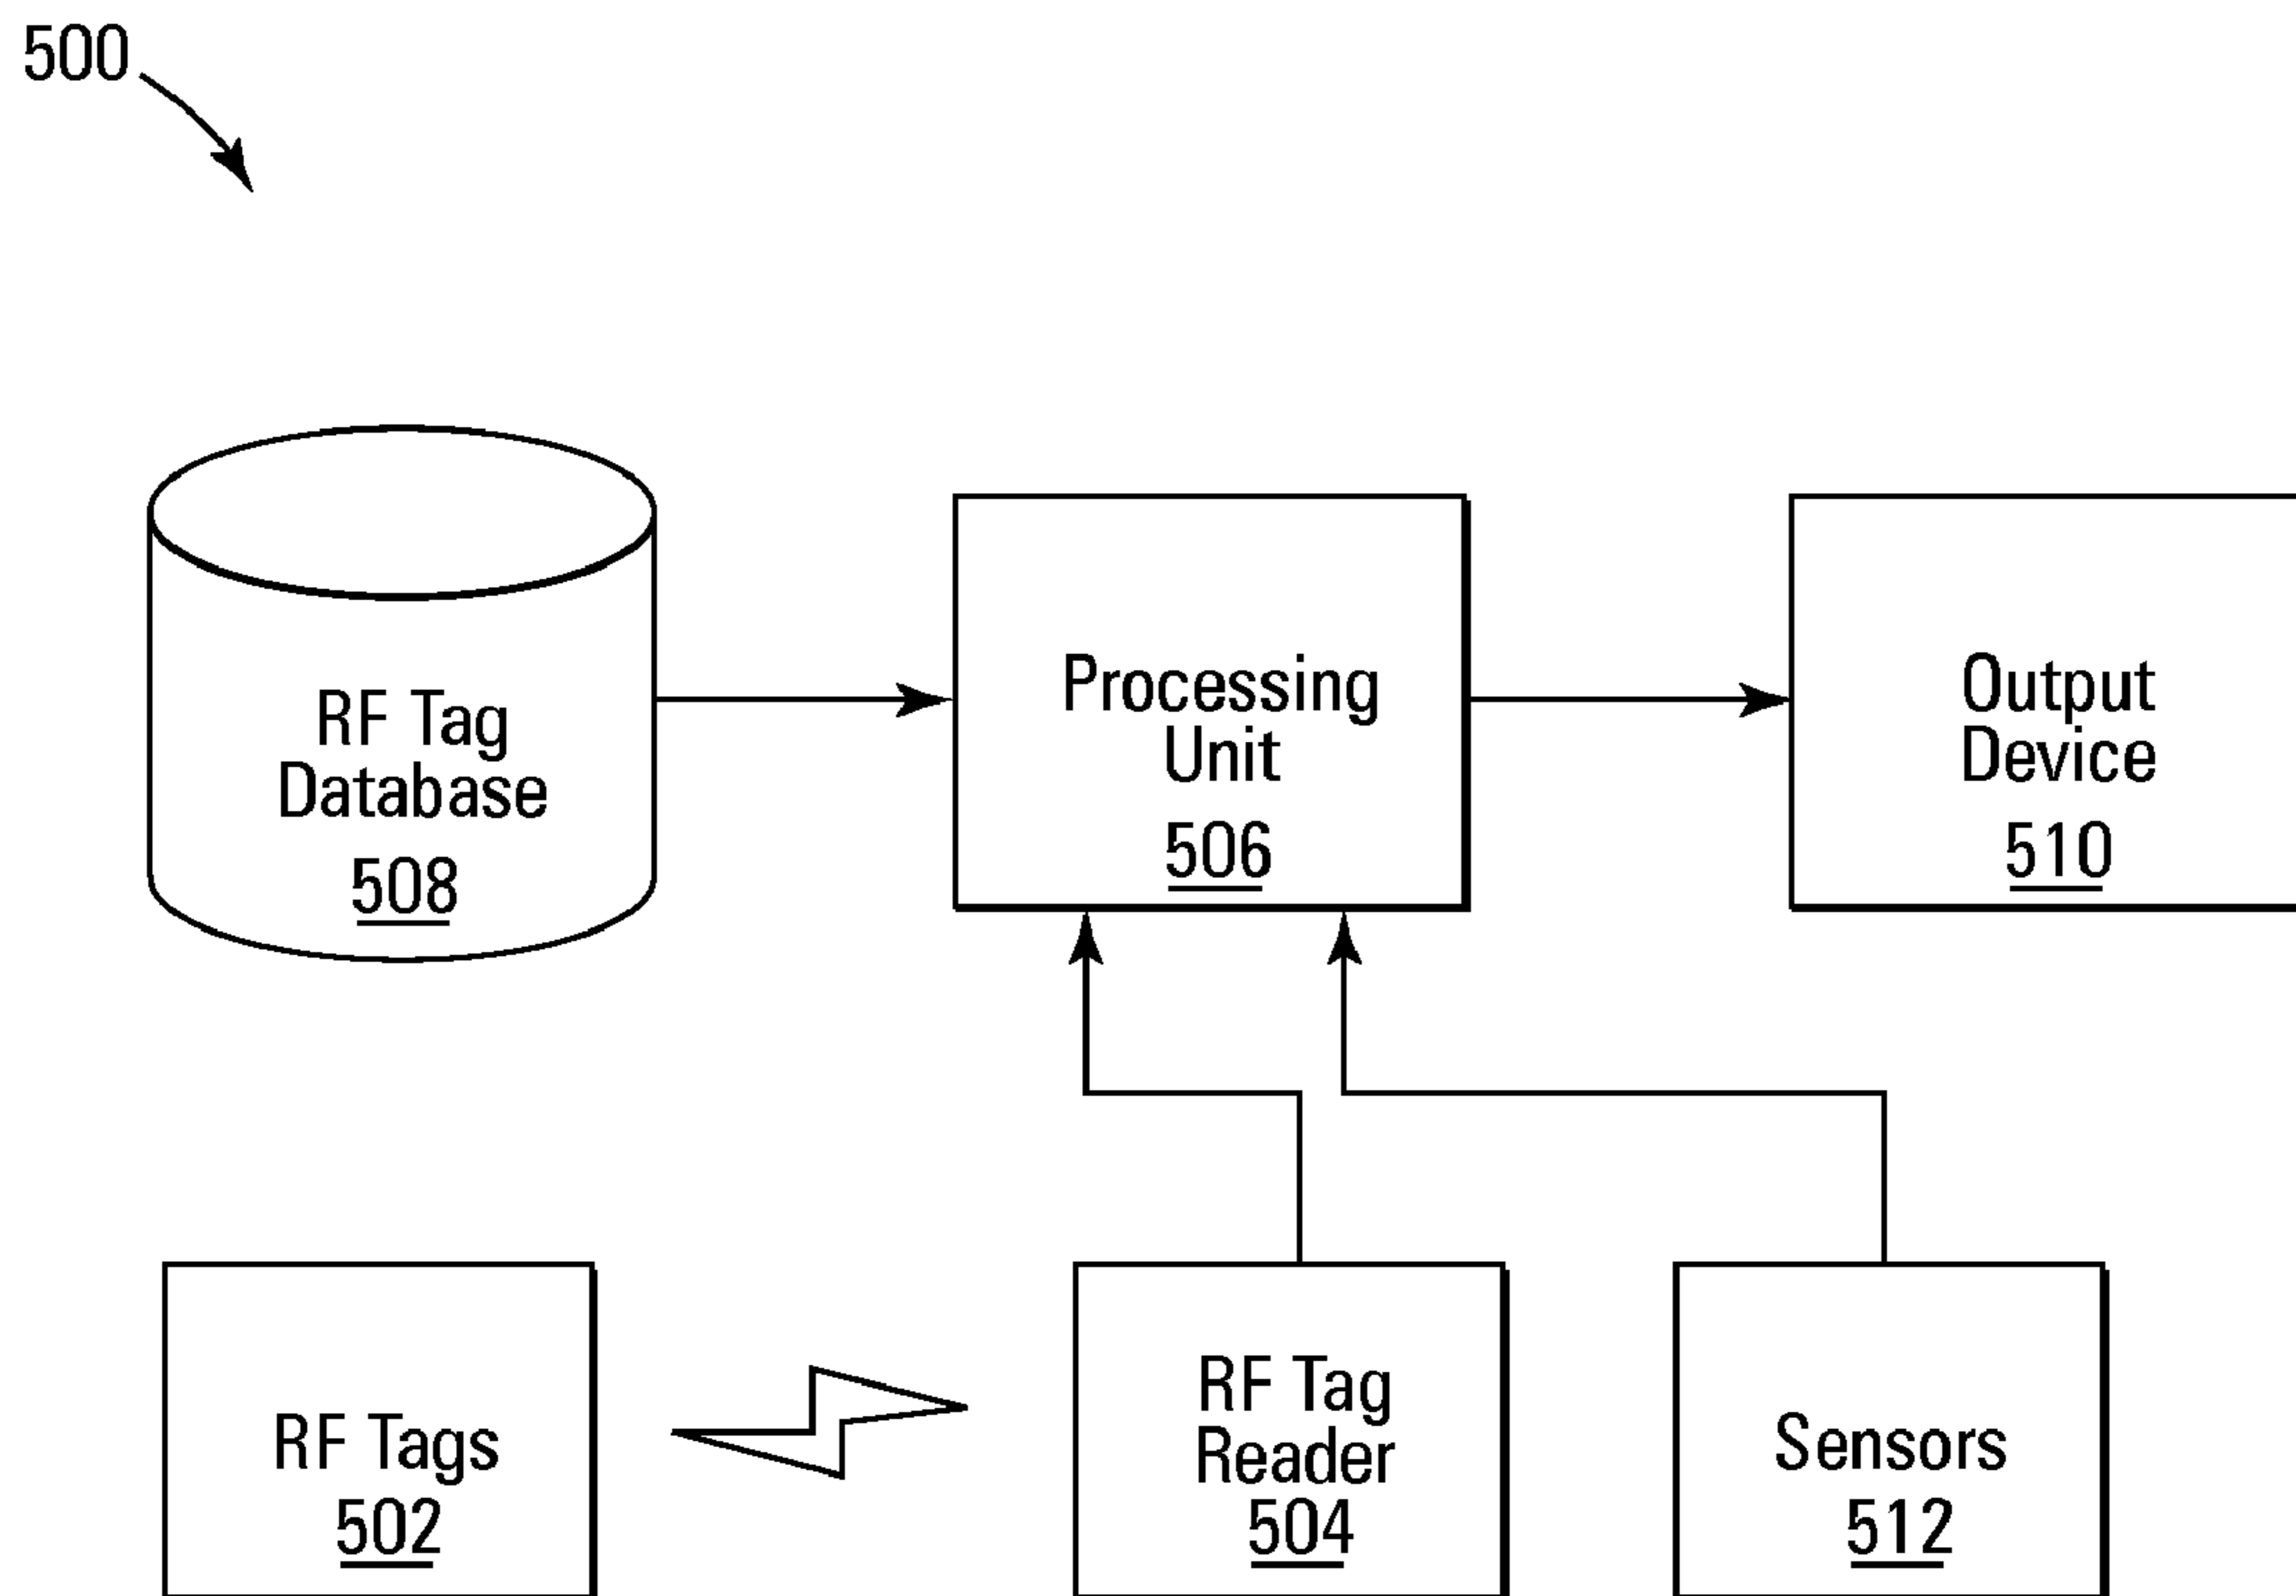 500
RF Tag
Database
508
Processing
Unit
506
Output
Device
510
RF Tags
502
RF Tag
Reader
504
Sensors
512